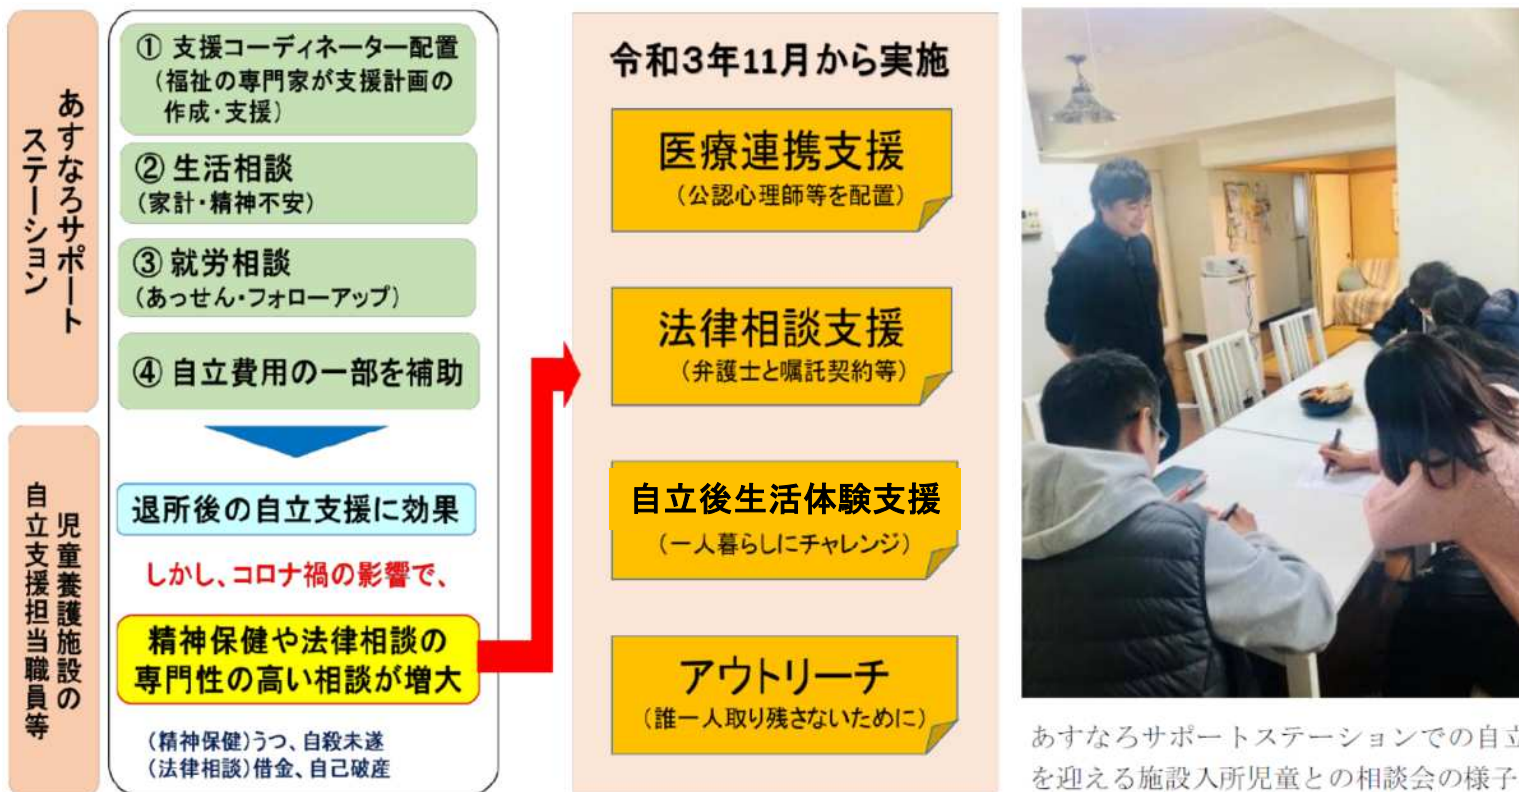 あすなろサポート
ステーション
① 支援コーディネーター配置
（福祉の専門家が支援計画の
作成・支援）
② 生活相談
（家計・精神不安）
③ 就労相談
（あっせん・フォローアップ）
④ 自立費用の一部を補助
児童養護施設の
自立支援担当職員等
退所後の自立支援に効果
しかし、コロナ禍の影響で、
精神保健や法律相談の
専門性の高い相談が増大
（精神保健）うつ、自殺未遂
（法律相談）借金、自己破産
令和3年11月から実施
医療連携支援
（公認心理師等を配置）
法律相談支援
（弁護士と嘱託契約等）
自立後生活体験支援
（一人暮らしにチャレンジ）
アウトリーチ
（誰一人取り残さないために）
あすなろサポートステーションでの自立
を迎える施設入所児童との相談会の様子